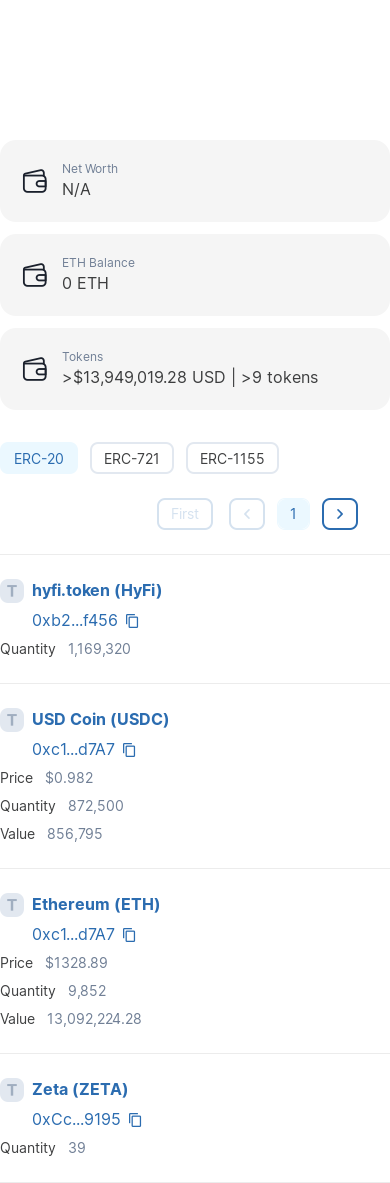 Net Worth
N/A
ETH Balance
0 ETH
Tokens
>$13,949,019.28 USD | >9 tokens
ERC-20 ERC-721 ERC-1155
First 1
T hyfi.token (HyFi)
0xb2...f456
Quantity 1,169,320
T USD Coin (USDC)
0xc1...d7A7
Price $0.982
Quantity 872,500
Value 856,795
T Ethereum (ETH)
0xc1...d7A7
Price $1328.89
Quantity 9,852
Value 13,092,224.28
T Zeta (ZETA)
0xCc...9195
Quantity 39